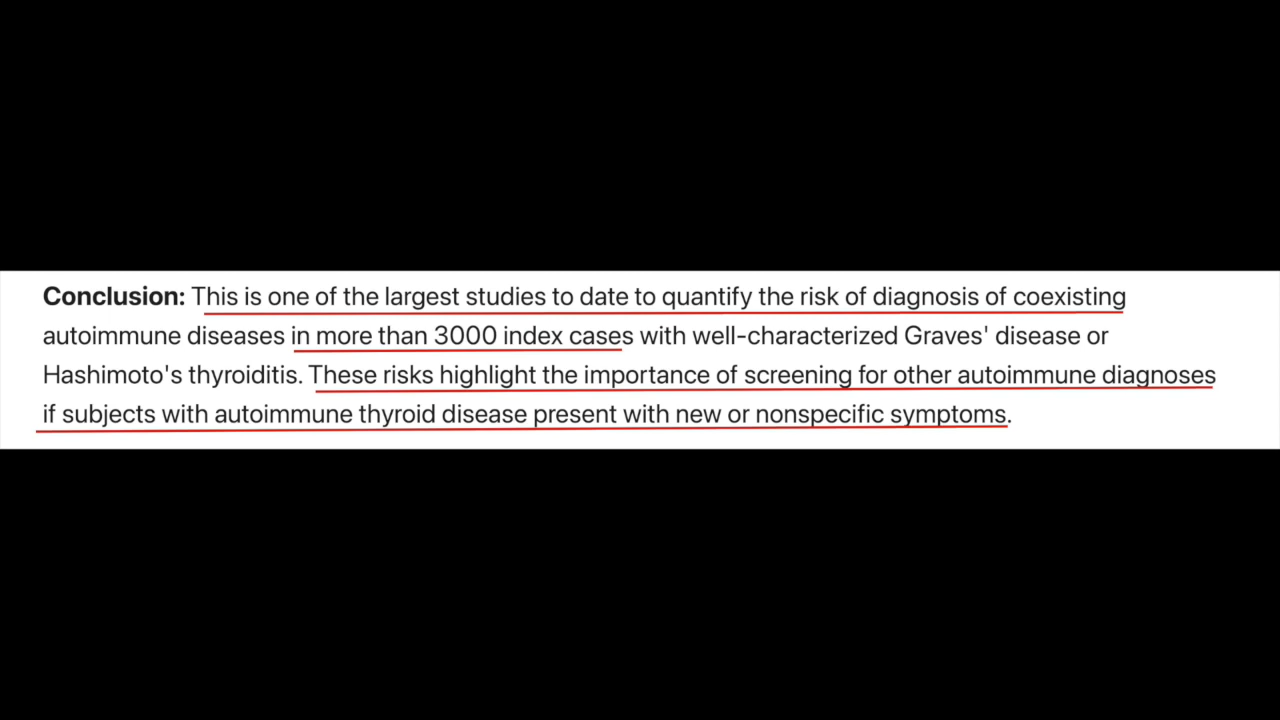 Conclusion: This is one of the largest studies to date to quantify the risk of diagnosis of coexisting
autoimmune diseases in more than 3000 index cases with well-characterized Graves' disease or
Hashimoto's thyroiditis. These risks highlight the importance of screening for other autoimmune diagnoses
if subjects with autoimmune thyroid disease present with new or nonspecific symptoms.